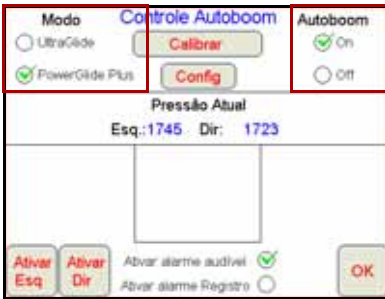 Modo
Controle Autoboom
Autoboom
UltraGlide
Calibrar
On
PowerGlide Plus
Config
Off
Pressão Atual
Esq.:1745 Dir: 1723
Ativar Esq
Ativar Dir
Ativar alarme audível
Ativar alarme Registro
OK